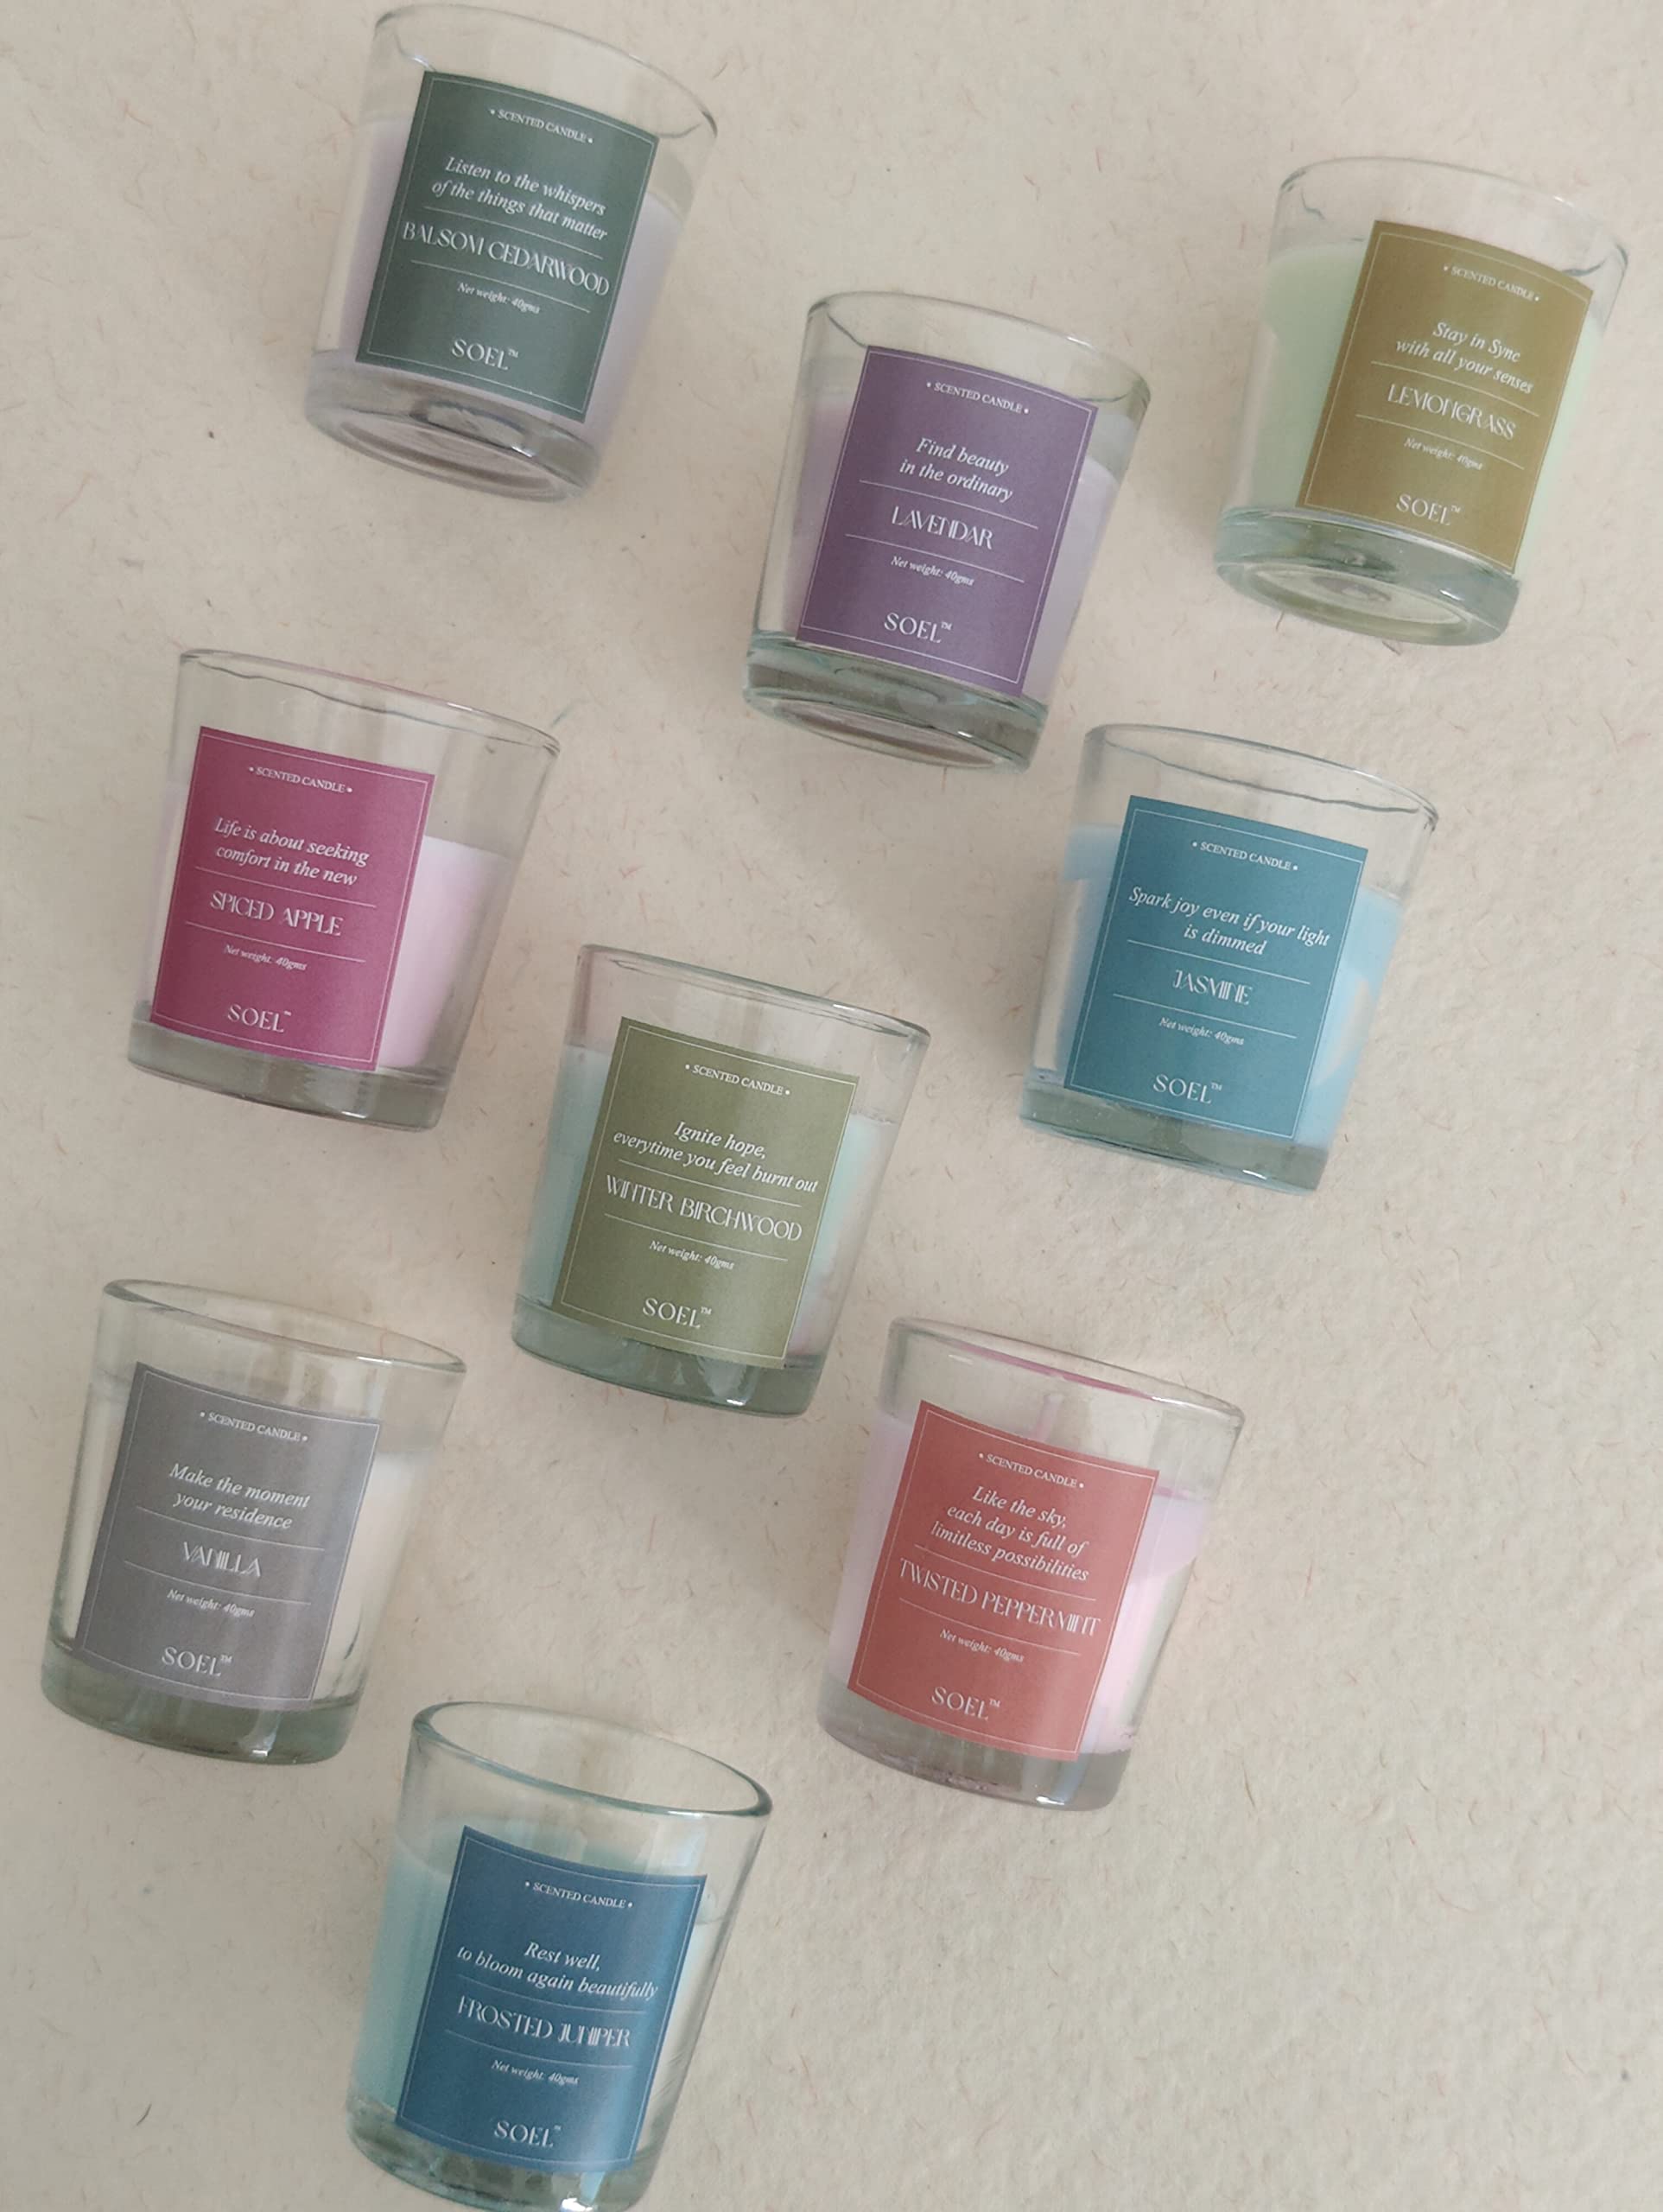 • SCENTED CANDLE •
Listen to the whispers
of the things that matter
BALSOM CEDARWOOD
Net weight: 40gms
SOEL™
• SCENTED CANDLE •
Stay in Sync
with all your senses
LEMONGRASS
Net weight: 40gms
SOEL™
• SCENTED CANDLE •
Find beauty
in the ordinary
LAVENDAR
Net weight: 40gms
SOEL™
• SCENTED CANDLE •
Life is about seeking
comfort in the new
SPICED APPLE
Net weight: 40gms
SOEL™
• SCENTED CANDLE •
Spark joy even if your light
is dimmed
JASMINE
Net weight: 40gms
SOEL™
• SCENTED CANDLE •
Ignite hope,
everytime you feel burnt out
WINTER BIRCHWOOD
Net weight: 40gms
SOEL™
• SCENTED CANDLE •
Make the moment
your residence
VANILLA
Net weight: 40gms
SOEL™
• SCENTED CANDLE •
Like the sky,
each day is full of
limitless possibilities
TWISTED PEPPERMINT
Net weight: 40gms
SOEL™
• SCENTED CANDLE •
Rest well,
to bloom again beautifully
FROSTED JUNIPER
Net weight: 40gms
SOEL™